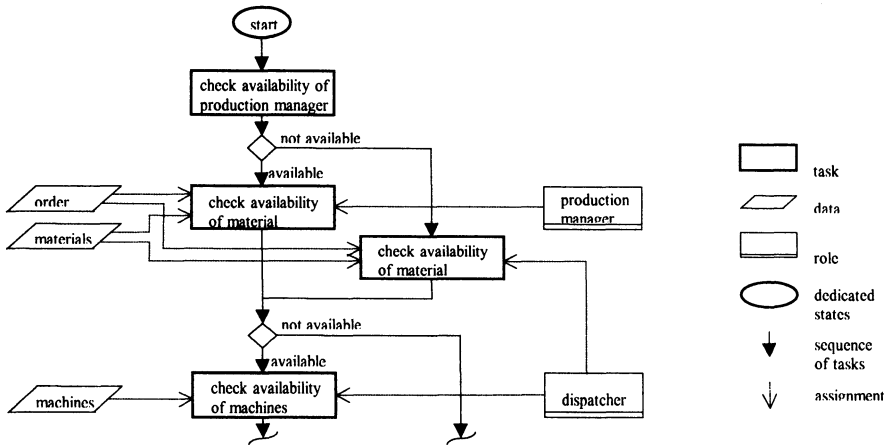 start
check availability of
production manager
not available
available
order
check availability
of material
production
manager
materials
check availability
of material
not available
available
machines
check availability
of machines
dispatcher
task
data
role
dedicated
states
sequence
of tasks
assignment